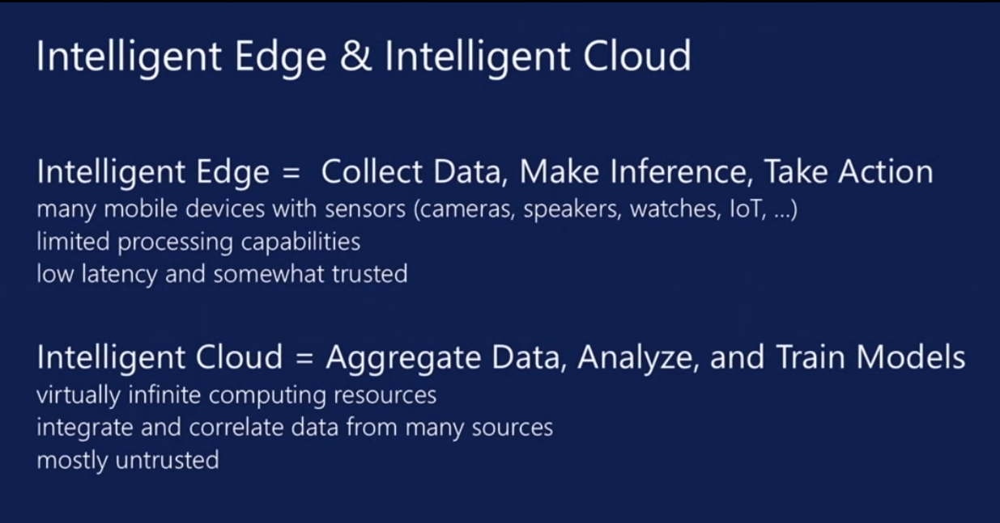 Intelligent Edge & Intelligent Cloud
Intelligent Edge = Collect Data, Make Inference, Take Action
many mobile devices with sensors (cameras, speakers, watches, IoT, ...)
limited processing capabilities
low latency and somewhat trusted
Intelligent Cloud = Aggregate Data, Analyze, and Train Models
virtually infinite computing resources
integrate and correlate data from many sources
mostly untrusted